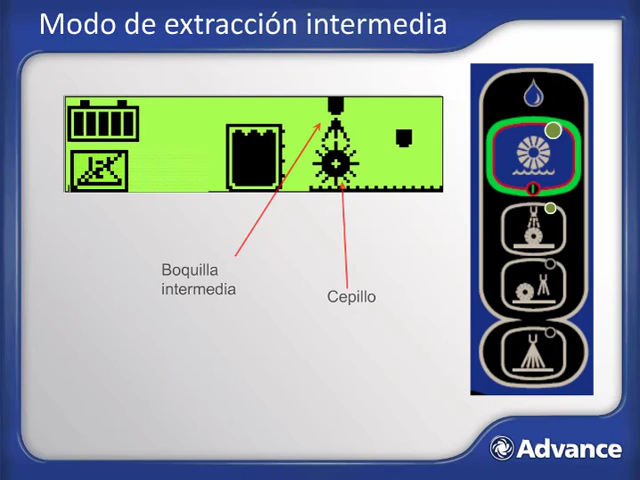 Modo de extracción intermedia
Boquilla
intermedia
Cepillo
Advance